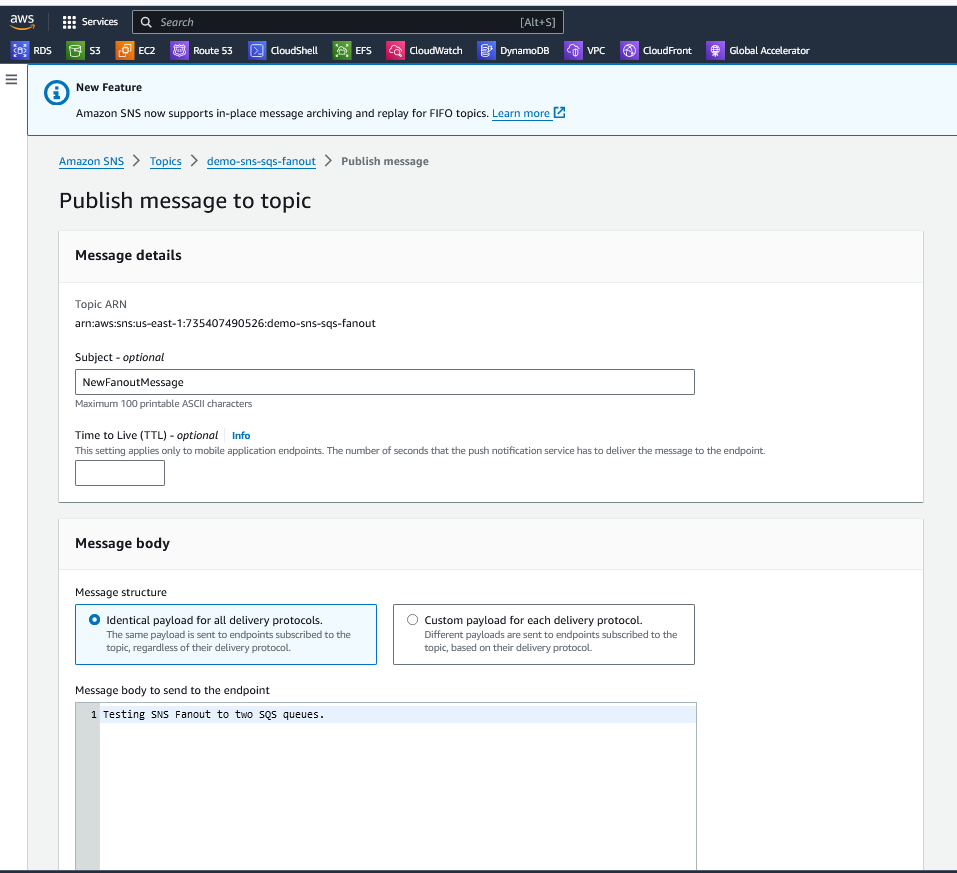 aws Services Search [Alt+S]
RDS S3 EC2 Route 53 CloudShell EFS CloudWatch DynamoDB VPC CloudFront Global Accelerator
New Feature
Amazon SNS now supports in-place message archiving and replay for FIFO topics. Learn more
Amazon SNS > Topics > demo-sns-sqs-fanout > Publish message
Publish message to topic
Message details
Topic ARN
arn:aws:sns:us-east-1:735407490526:demo-sns-sqs-fanout
Subject - optional
NewFanoutMessage
Maximum 100 printable ASCII characters
Time to Live (TTL) - optional Info
This setting applies only to mobile application endpoints. The number of seconds that the push notification service has to deliver the message to the endpoint.
Message body
Message structure
Identical payload for all delivery protocols.
The same payload is sent to endpoints subscribed to the
topic, regardless of their delivery protocol.
Custom payload for each delivery protocol.
Different payloads are sent to endpoints subscribed to the
topic, based on their delivery protocol.
Message body to send to the endpoint
1 Testing SNS Fanout to two SQS queues.